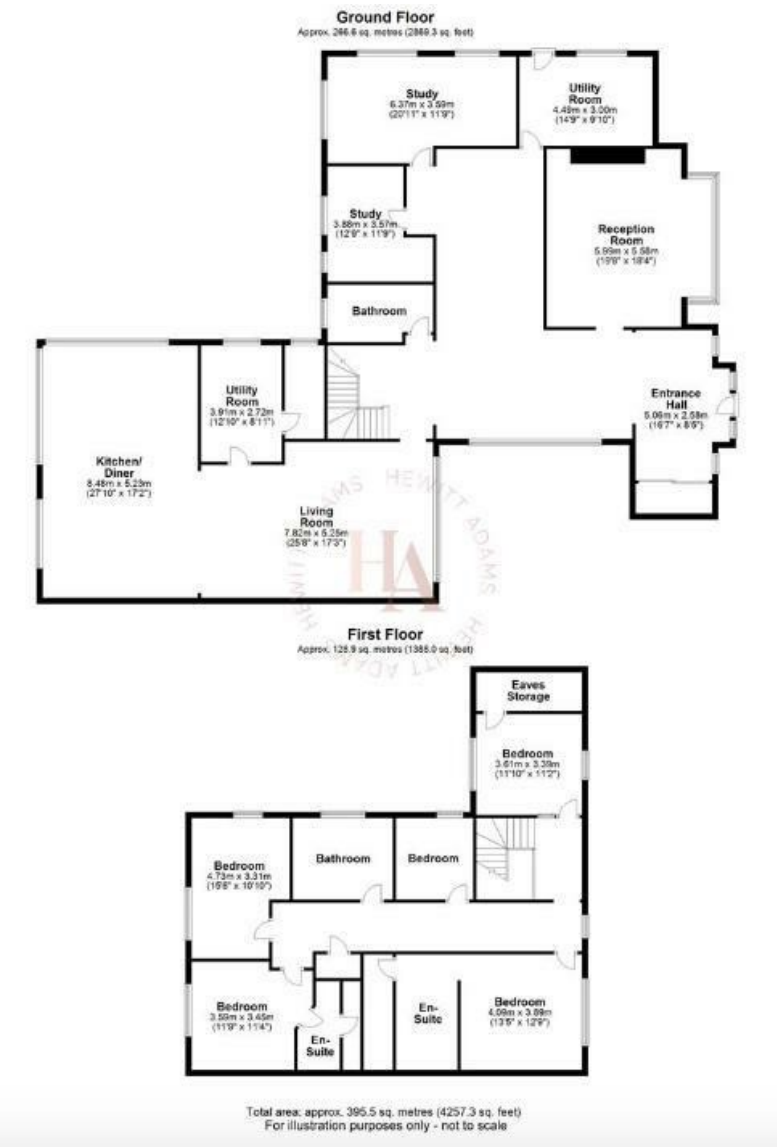 Ground Floor
Approx. 266.6 sq. metres (2869.3 sq. feet)
Study
6.37m x 3.59m
(20'11" x 11'9")
Utility
Room
4.49m x 3.00m
(14'9" x 9'10")
Study
3.88m x 3.57m
(12'9" x 11'9")
Reception
Room
5.99m x 5.58m
(19'8" x 18'4")
Bathroom
Utility
Room
3.91m x 2.72m
(12'10" x 8'11")
Entrance
Hall
5.06m x 2.58m
(16'7" x 8'5")
Kitchen/
Diner
8.48m x 5.23m
(27'10" x 17'2")
Living
Room
7.82m x 5.25m
(25'8" x 17'3")
HEWITT ADAMS
HA
First Floor
Approx. 128.9 sq. metres (1388.0 sq. feet)
Eaves
Storage
Bedroom
3.61m x 3.39m
(11'10" x 11'2")
Bedroom
4.73m x 3.31m
(15'6" x 10'10")
Bathroom
Bedroom
Bedroom
3.59m x 3.45m
(11'9" x 11'4")
En-
Suite
En-
Suite
Bedroom
4.09m x 3.89m
(13'5" x 12'9")
Total area: approx. 395.5 sq. metres (4257.3 sq. feet)
For illustration purposes only - not to scale